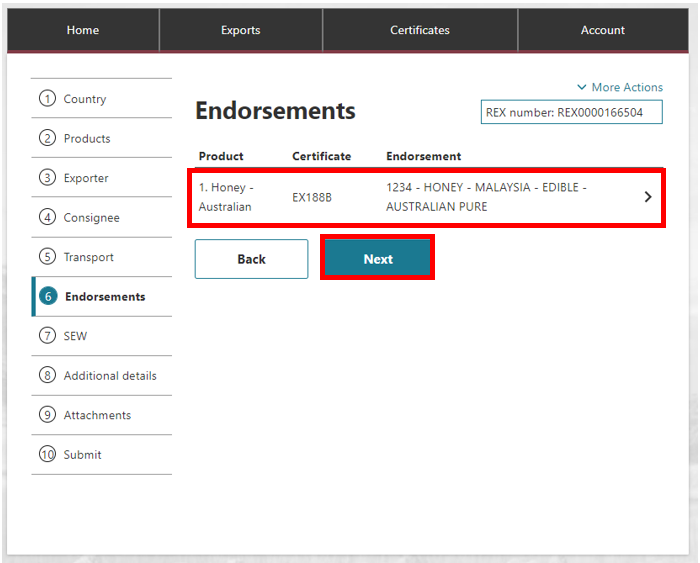 Home Exports Certificates Account
More Actions
Endorsements
REX number: REX0000166504
1 Country
2 Products
3 Exporter
4 Consignee
5 Transport
6 Endorsements
7 SEW
8 Additional details
9 Attachments
10 Submit
Product Certificate Endorsement
1. Honey -
Australian
EX188B
1234 - HONEY - MALAYSIA - EDIBLE -
AUSTRALIAN PURE
Back Next